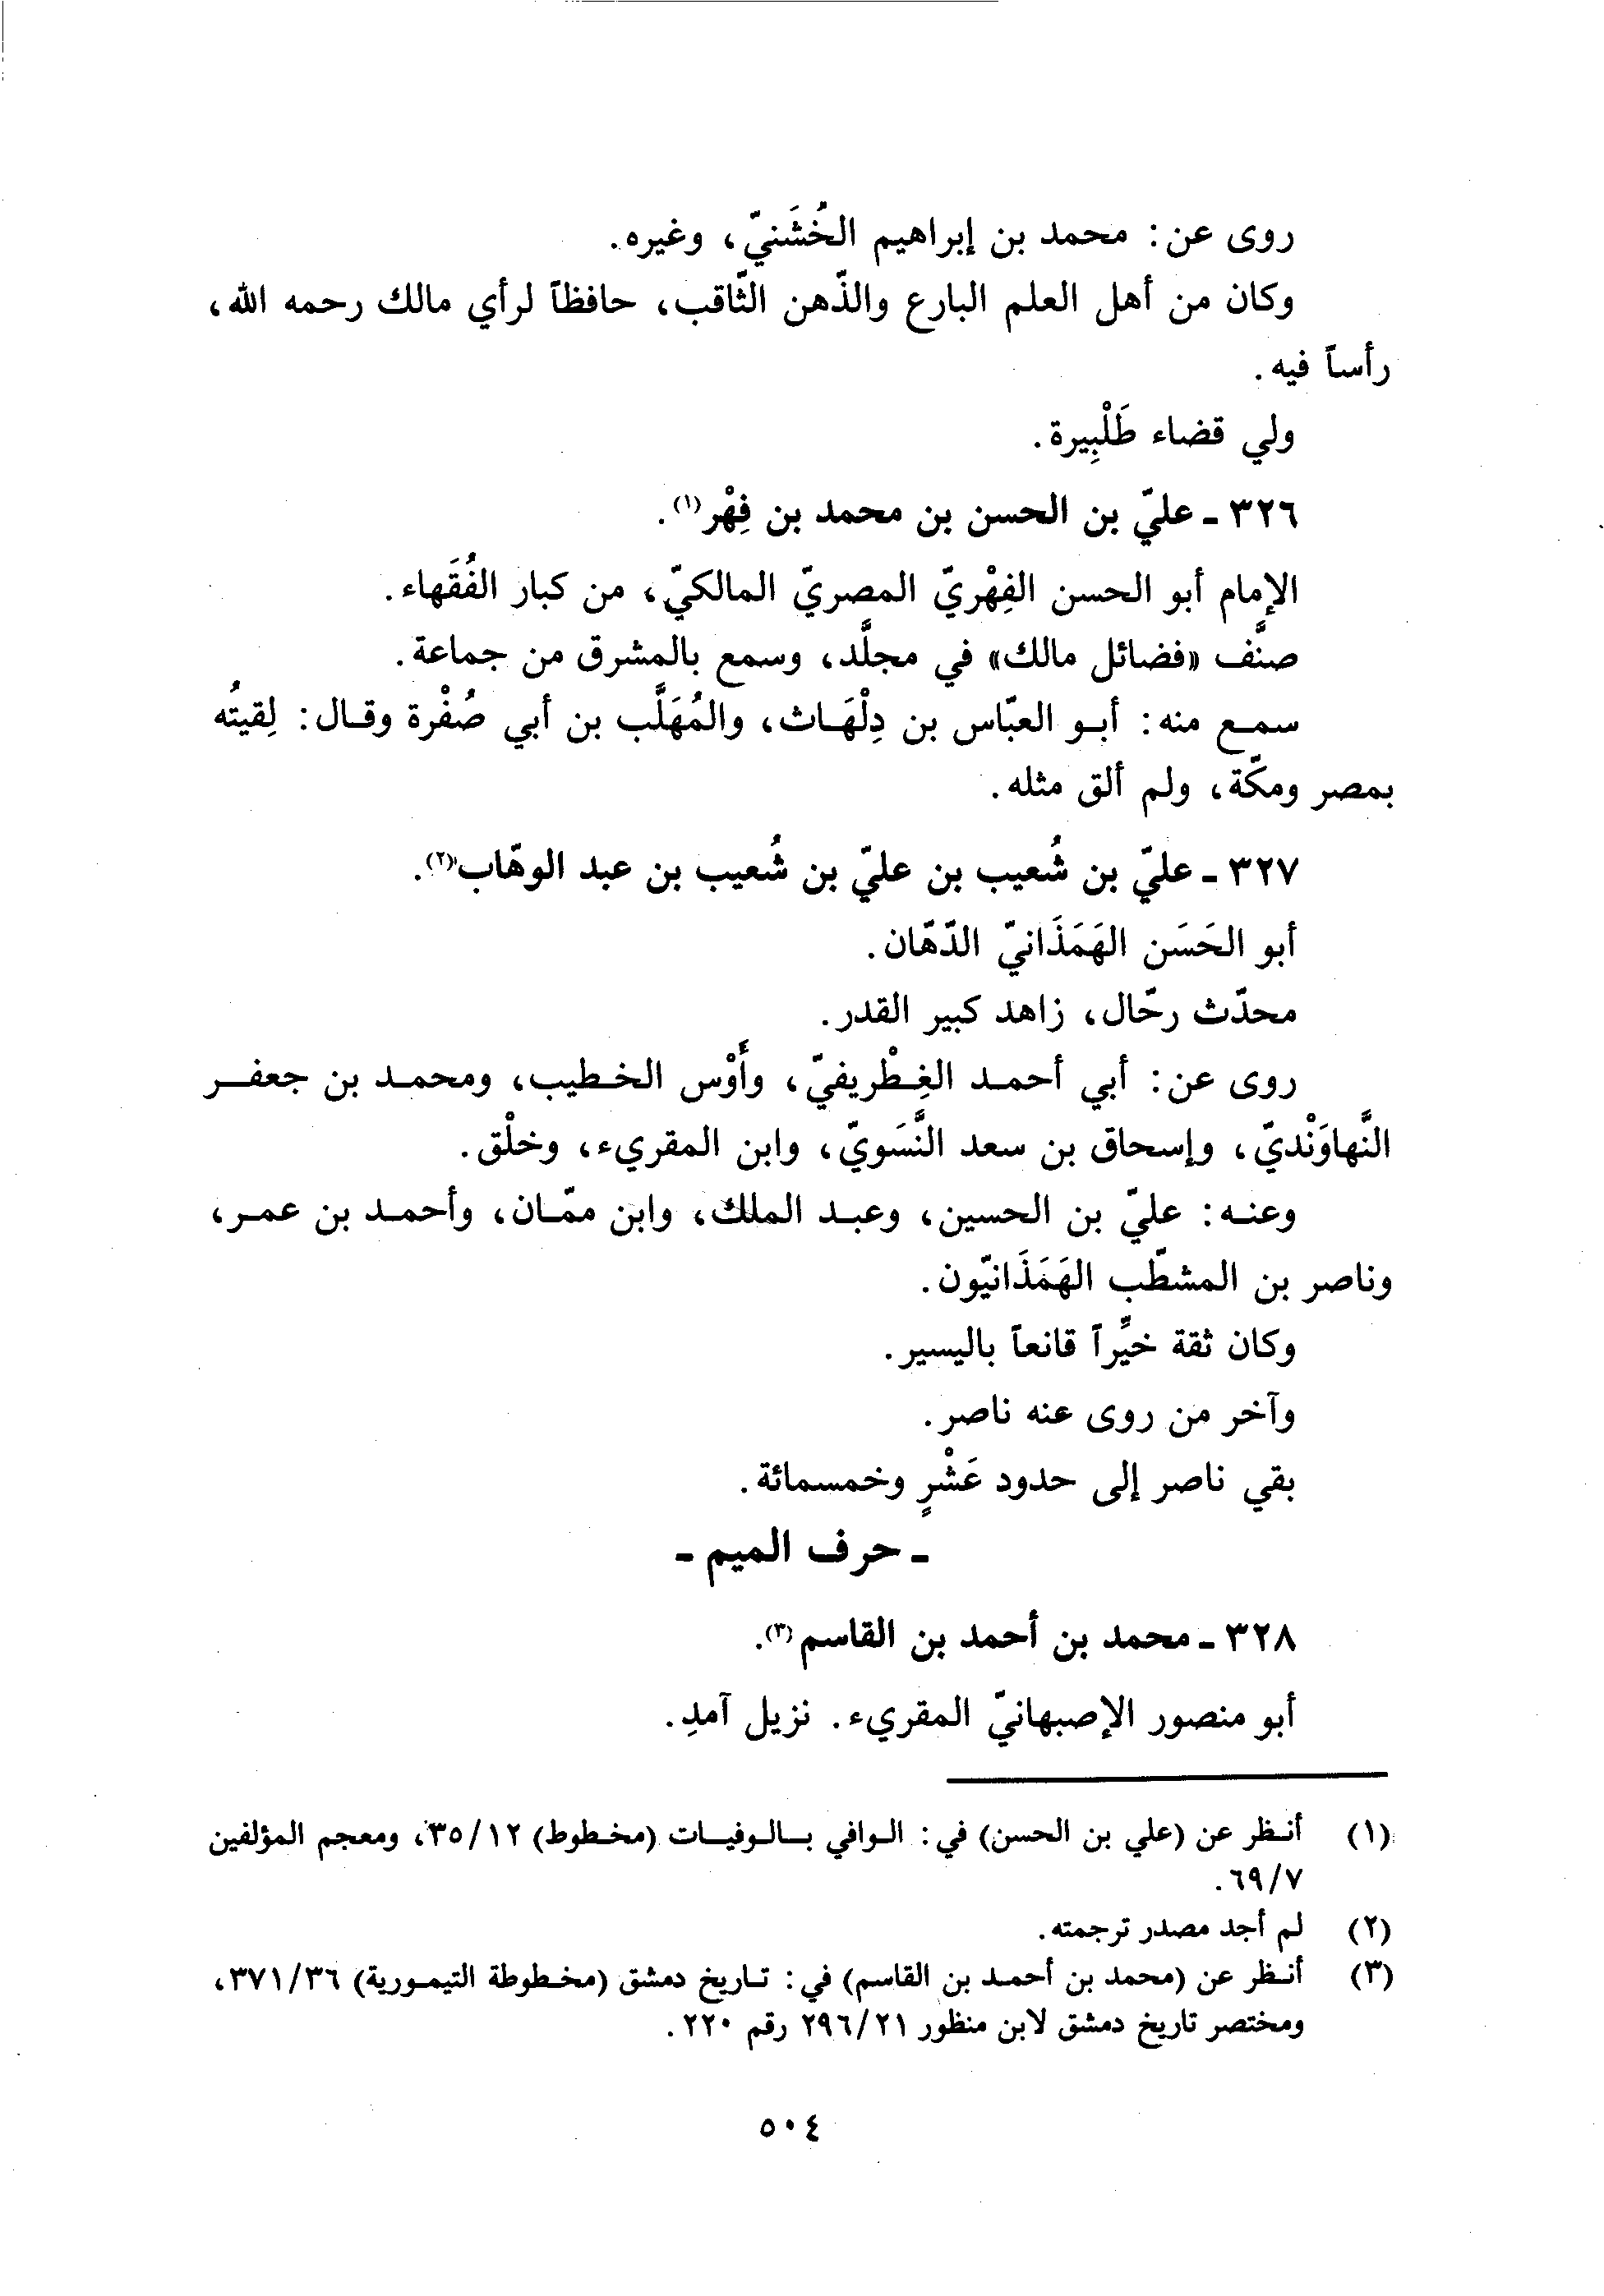 روى عن: محمد بن إبراهيم الخُشَنيّ، وغيره.
وكان من أهل العلم البارع والذّهن الثّاقب، حافظاً لرأي مالك رحمه الله،
رأساً فيه.
ولي قضاء طَلْبِيرة.
٣٢٦ ـ عليّ بن الحسن بن محمد بن فِهْر(١).
الإمام أبو الحسن الفِهْريّ المصريّ المالكيّ، من كبار الفُقَهاء.
صنَّف «فضائل مالك» في مجلَّد، وسمع بالمشرق من جماعة.
سمع منه: أبو العبّاس بن دِلْهَاث، والمُهَلَّب بن أبي صُفْرة وقال: لِقيتُه
بمصر ومكّة، ولم ألق مثله.
٣٢٧ ـ عليّ بن شُعيب بن عليّ بن شُعيب بن عبد الوهّاب(٢).
أبو الحَسَن الهَمَذَانيّ الدّهّان.
محدّث رحّال، زاهد كبير القدر.
روى عن: أبي أحمد الغِطْريفيّ، وأَوْس الخطيب، ومحمد بن جعفر
النَّهاوَنْديّ، وإسحاق بن سعد النَّسَويّ، وابن المقريء، وخلْق.
وعنه: عليّ بن الحسين، وعبد الملك، وابن ممّان، وأحمد بن عمر،
وناصر بن المشطّب الهَمَذَانيّون.
وكان ثقة خيِّراً قانعاً باليسير.
وآخر من روى عنه ناصر.
بقي ناصر إلى حدود عَشْرٍ وخمسمائة.
ـ حرف الميم ـ
٣٢٨ ـ محمد بن أحمد بن القاسم(٣).
أبو منصور الإصبهانيّ المقريء. نزيل آمدِ.
(١) أنظر عن (علي بن الحسن) في: الوافي بالوفيات (مخطوط) ٣٥/١٢، ومعجم المؤلفين
٦٩/٧.
(٢) لم أجد مصدر ترجمته.
(٣) أنظر عن (محمد بن أحمد بن القاسم) في: تاريخ دمشق (مخطوطة التيمورية) ٣٧١/٣٦،
ومختصر تاريخ دمشق لابن منظور ٢٩٦/٢١ رقم ٢٢٠.
٥٠٤